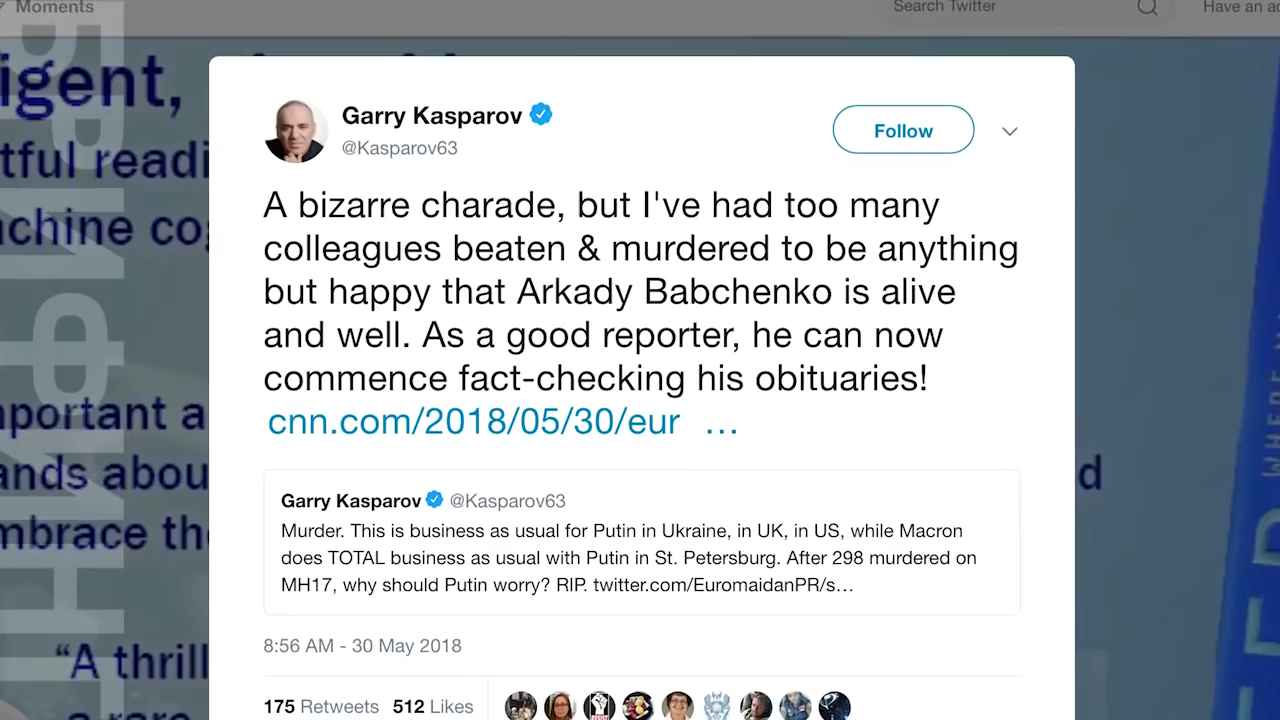 Moments
Search Twitter
Have an ac
Garry Kasparov
@Kasparov63
Follow
A bizarre charade, but I've had too many
colleagues beaten & murdered to be anything
but happy that Arkady Babchenko is alive
and well. As a good reporter, he can now
commence fact-checking his obituaries!
cnn.com/2018/05/30/eur ...
Garry Kasparov @Kasparov63
Murder. This is business as usual for Putin in Ukraine, in UK, in US, while Macron
does TOTAL business as usual with Putin in St. Petersburg. After 298 murdered on
MH17, why should Putin worry? RIP. twitter.com/EuromaidanPR/s...
8:56 AM - 30 May 2018
175 Retweets 512 Likes
igent,
tful readi
chine cog
portant a
ands abou
mbrace the
“A thrill
d
БРИФИНГ